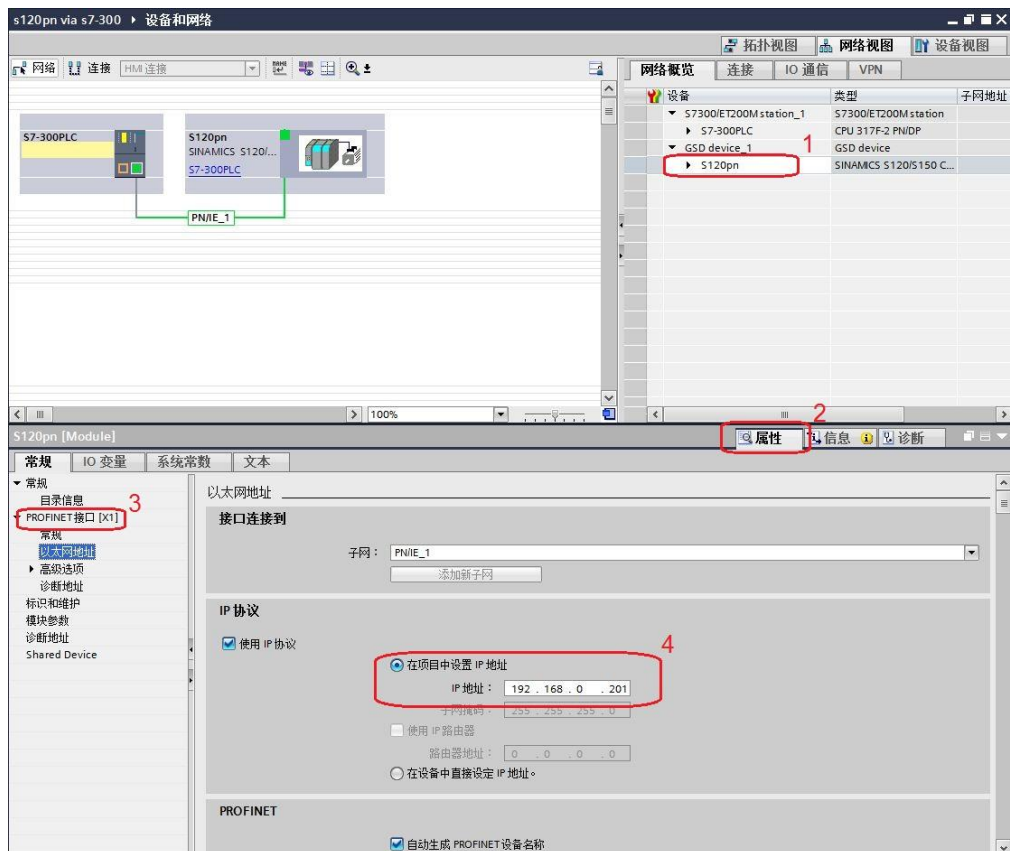 s120pn via s7-300 ▸ 设备和网络
拓扑视图 网络视图 设备视图
网络 连接 HMI 连接
网络概览 连接 IO 通信 VPN
设备 类型 子网地址
S7300/ET200M station_1 S7300/ET200M station
S7-300PLC CPU 317F-2 PN/DP
GSD device_1 GSD device
1
S120pn SINAMICS S120/S150 C...
S7-300PLC
S120pn
SINAMICS S120/...
S7-300PLC
PN/IE_1
100%
2
S120pn [Module]
属性 信息 诊断
常规 IO 变量 系统常数 文本
常规
目录信息
3
PROFINET接口 [X1]
常规
以太网地址
高级选项
诊断地址
标识和维护
模块参数
诊断地址
Shared Device
以太网地址
接口连接到
子网： PN/IE_1
添加新子网
IP 协议
使用 IP 协议
4
在项目中设置 IP 地址
IP 地址： 192 . 168 . 0 . 201
子网掩码： 255 . 255 . 255 . 0
使用 IP 路由器
路由器地址： 0 . 0 . 0 . 0
在设备中直接设定 IP 地址。
PROFINET
自动生成 PROFINET 设备名称